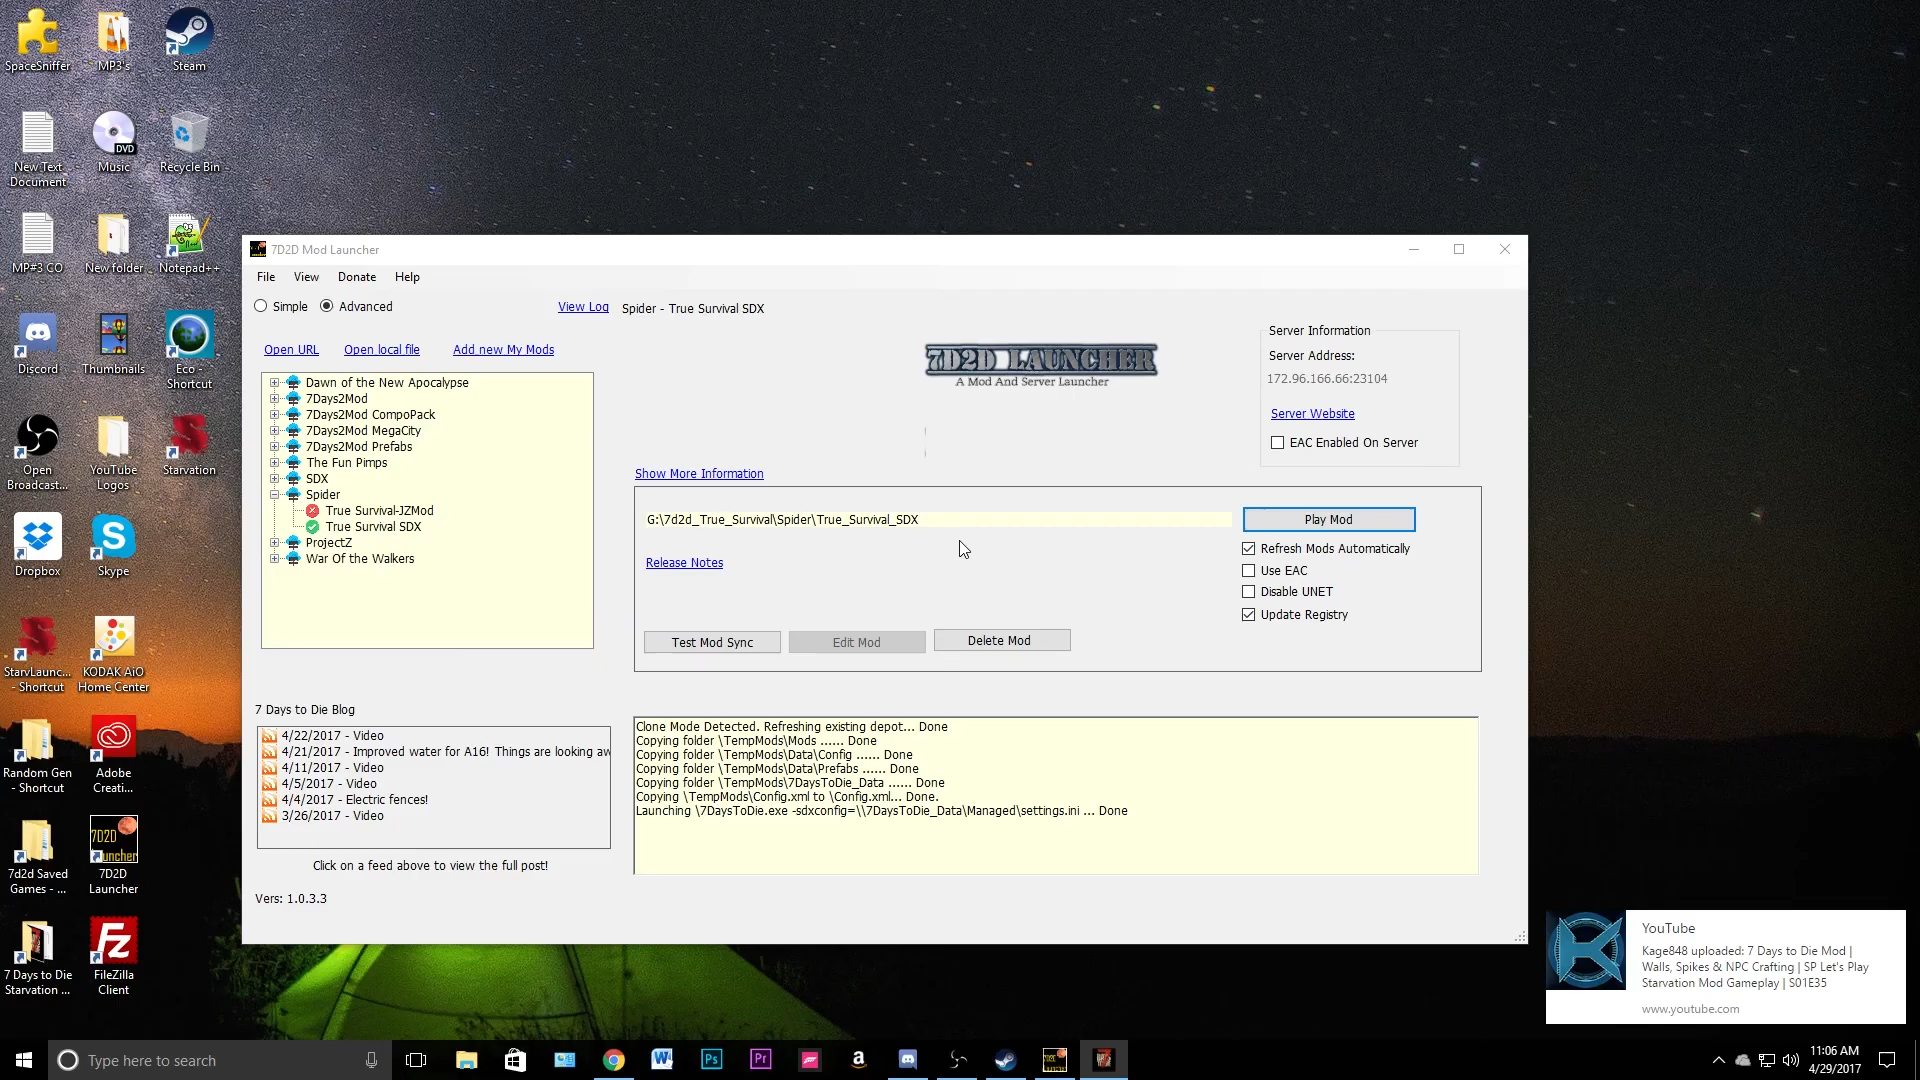 SpaceSniffer
MP3's
Steam
New Text
Document
DVD
Music
Recycle Bin
MP#3 CO
New folder
Notepad++
Discord
Thumbnails
Eco -
Shortcut
Open
Broadcast...
YouTube
Logos
Starvation
Dropbox
Skype
StarvLaunc...
- Shortcut
KODAK AiO
Home Center
Random Gen
- Shortcut
Adobe
Creati...
7d2d Saved
Games - ...
7D2D
Launcher
7 Days to Die
Starvation ...
FileZilla
Client
7D2D Mod Launcher
File View Donate Help
Simple Advanced
View Log
Spider - True Survival SDX
Open URL Open local file Add new My Mods
Dawn of the New Apocalypse
7Days2Mod
7Days2Mod CompoPack
7Days2Mod MegaCity
7Days2Mod Prefabs
The Fun Pimps
SDX
Spider
True Survival-JZMod
True Survival SDX
ProjectZ
War Of the Walkers
7D2D LAUNCHER
A Mod And Server Launcher
Server Information
Server Address:
172.96.166.66:23104
Server Website
EAC Enabled On Server
Show More Information
G:\7d2d_True_Survival\Spider\True_Survival_SDX
Play Mod
Refresh Mods Automatically
Use EAC
Disable UNET
Update Registry
Release Notes
Test Mod Sync Edit Mod Delete Mod
7 Days to Die Blog
4/22/2017 - Video
4/21/2017 - Improved water for A16! Things are looking aw
4/11/2017 - Video
4/5/2017 - Video
4/4/2017 - Electric fences!
3/26/2017 - Video
Click on a feed above to view the full post!
Vers: 1.0.3.3
Clone Mode Detected. Refreshing existing depot... Done
Copying folder \TempMods\Mods ...... Done
Copying folder \TempMods\Data\Config ...... Done
Copying folder \TempMods\Data\Prefabs ...... Done
Copying folder \TempMods\7DaysToDie_Data ...... Done
Copying \TempMods\Config.xml to \Config.xml... Done.
Launching \7DaysToDie.exe -sdxconfig=\\7DaysToDie_Data\Managed\settings.ini ... Done
YouTube
Kage848 uploaded: 7 Days to Die Mod |
Walls, Spikes & NPC Crafting | SP Let's Play
Starvation Mod Gameplay | S01E35
www.youtube.com
Type here to search
11:06 AM
4/29/2017